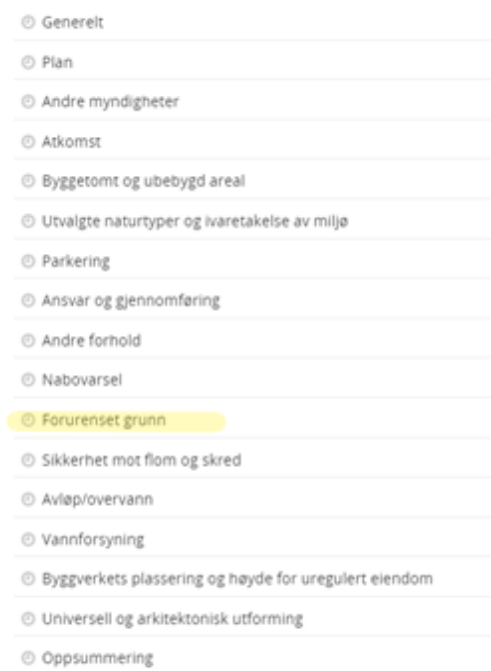 Generelt
Plan
Andre myndigheter
Atkomst
Byggetomt og ubebygd areal
Utvalgte naturtyper og ivaretakelse av miljø
Parkering
Ansvar og gjennomføring
Andre forhold
Nabovarsel
Forurenset grunn
Sikkerhet mot flom og skred
Avløp/overvann
Vannforsyning
Byggverkets plassering og høyde for uregulert eiendom
Universell og arkitektonisk utforming
Oppsummering